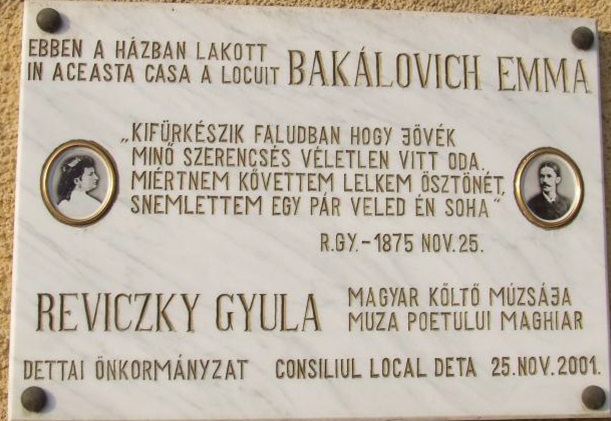 EBBEN A HÁZBAN LAKOTT
IN ACEASTA CASA A LOCUIT BAKÁLOVICH EMMA
„KIFÜRKÉSZIK FALUDBAN HOGY JÖVÉK
MINŐ SZERENCSÉS VÉLETLEN VITT ODA.
MIÉRTNEM KÖVETTEM LELKEM ÖSZTÖNÉT,
SNEMLETTEM EGY PÁR VELED ÉN SOHA"
R.GY.-1875 NOV.25.
REVICZKY GYULA MAGYAR KÖLTŐ MÚZSÁJA
MUZA POETULUI MAGHIAR
DETTAI ÖNKORMÁNYZAT CONSILIUL LOCAL DETA 25.NOV.2001.